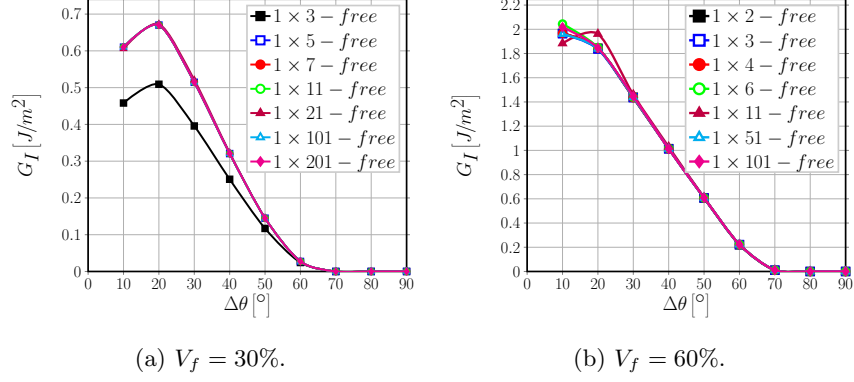 0.7
0.6
0.5
0.4
0.3
0.2
0.1
0
0 10 20 30 40 50 60 70 80 90
G_I [J/m²]
Δθ [°]
1 × 3 − free
1 × 5 − free
1 × 7 − free
1 × 11 − free
1 × 21 − free
1 × 101 − free
1 × 201 − free
(a) V_f = 30%.
2.2
2
1.8
1.6
1.4
1.2
1
0.8
0.6
0.4
0.2
0
0 10 20 30 40 50 60 70 80 90
G_I [J/m²]
Δθ [°]
1 × 2 − free
1 × 3 − free
1 × 4 − free
1 × 6 − free
1 × 11 − free
1 × 51 − free
1 × 101 − free
(b) V_f = 60%.